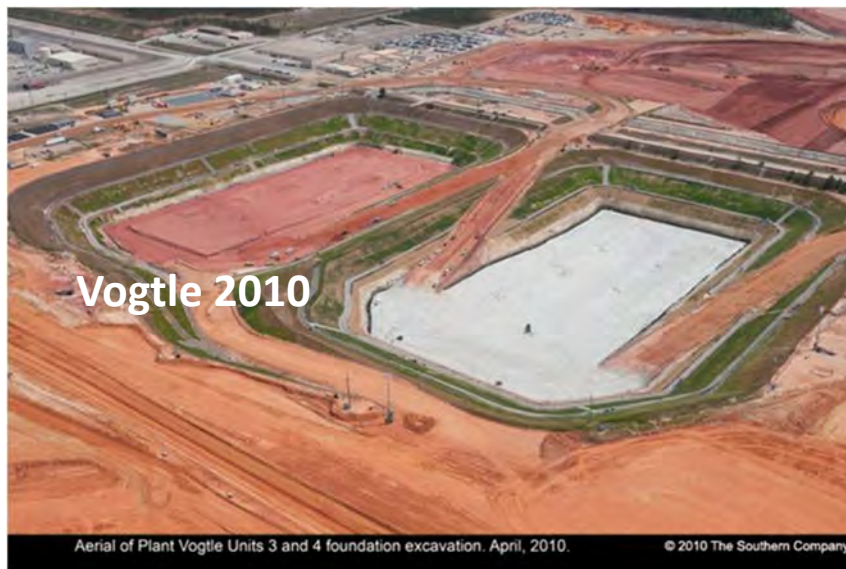 Vogtle 2010
Aerial of Plant Vogtle Units 3 and 4 foundation excavation. April, 2010.
© 2010 The Southern Company